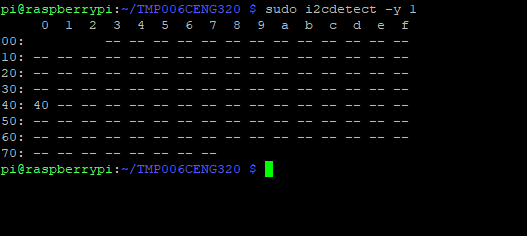 pi@raspberrypi:~/TMP006CENG320 $ sudo i2cdetect -y 1
     0  1  2  3  4  5  6  7  8  9  a  b  c  d  e  f
00:          -- -- -- -- -- -- -- -- -- -- -- -- --
10: -- -- -- -- -- -- -- -- -- -- -- -- -- -- -- --
20: -- -- -- -- -- -- -- -- -- -- -- -- -- -- -- --
30: -- -- -- -- -- -- -- -- -- -- -- -- -- -- -- --
40: 40 -- -- -- -- -- -- -- -- -- -- -- -- -- -- --
50: -- -- -- -- -- -- -- -- -- -- -- -- -- -- -- --
60: -- -- -- -- -- -- -- -- -- -- -- -- -- -- -- --
70: -- -- -- -- -- -- -- --
pi@raspberrypi:~/TMP006CENG320 $